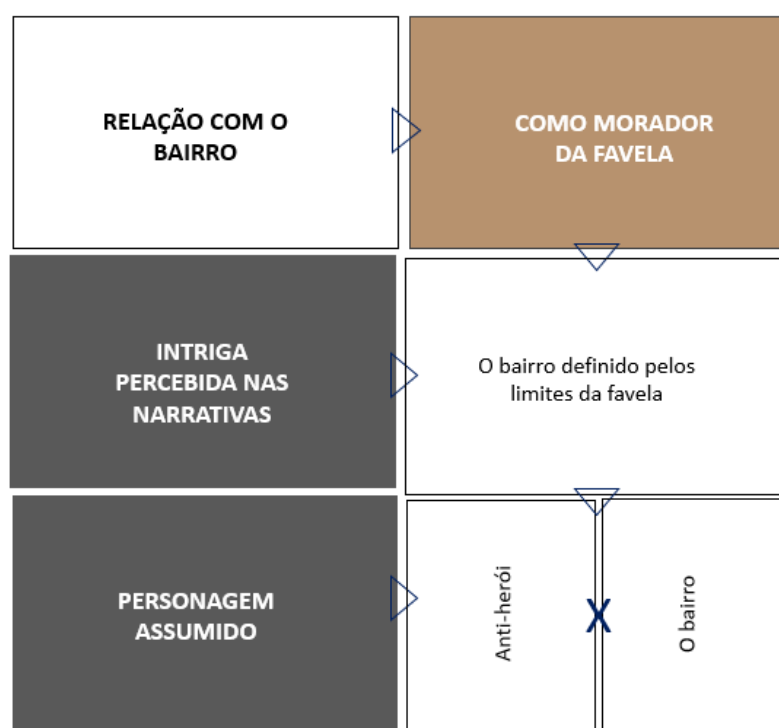 RELAÇÃO COM O
BAIRRO
COMO MORADOR
DA FAVELA
INTRIGA
PERCEBIDA NAS
NARRATIVAS
O bairro definido pelos
limites da favela
PERSONAGEM
ASSUMIDO
Anti-herói
X
O bairro